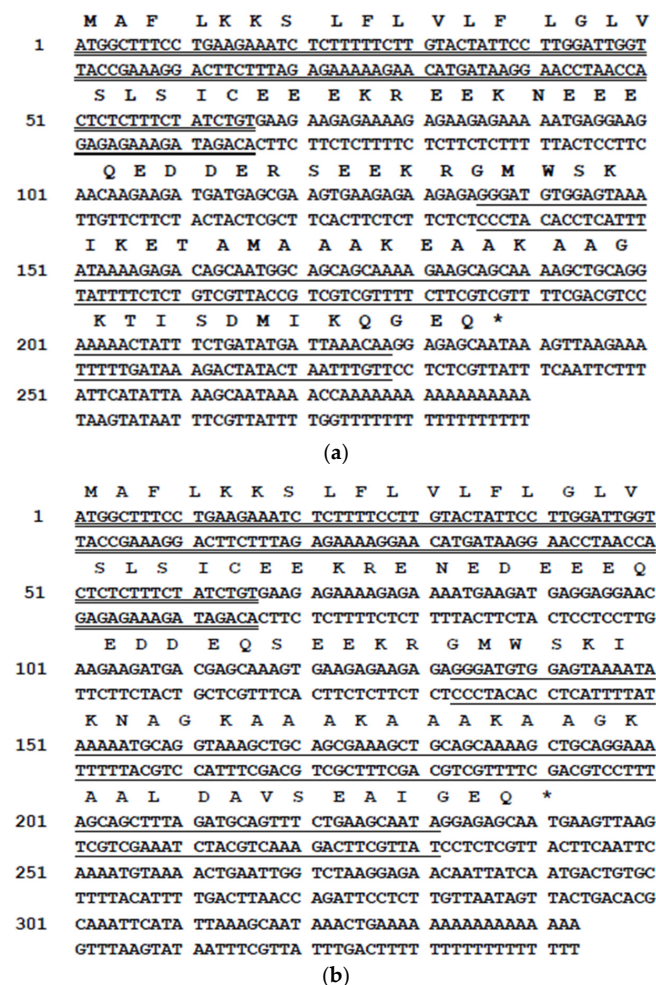 M A F L K K S L F L V L F L G L V
1 ATGGCTTTCC TGAAGAAATC TCTTTTTCTT GTACTATTCC TTGGATTGGT
TACCGAAAGG ACTTCTTTAG AGAAAAAGAA CATGATAAGG AACCTAACCA
S L S I C E E E K R E E K N E E E
51 CTCTCTTTCT ATCTGTGAAG AAGAGAAAAG AGAAGAGAAA AATGAGGAAG
GAGAGAAAGA TAGACACTTC TTCTCTTTTC TCTTCTCTTT TTACTCCTTC
Q E D D E R S E E K R G M W S K
101 AACAAGAAGA TGATGAGCGA AGTGAAGAGA AGAGAGGGAT GTGGAGTAAA
TTGTTCTTCT ACTACTCGCT TCACTTCTCT TCTCTCCCTA CACCTCATTT
I K E T A M A A A K E A A K A A G
151 ATAAAAGAGA CAGCAATGGC AGCAGCAAAA GAAGCAGCAA AAGCTGCAGG
TATTTTCTCT GTCGTTACCG TCGTCGTTTT CTTCGTCGTT TTCGACGTCC
K T I S D M I K Q G E Q *
201 AAAAACTATT TCTGATATGA TTAAACAAGG AGAGCAATAA AGTTAAGAAA
TTTTTGATAA AGACTATACT AATTTGTTCC TCTCGTTATT TCAATTCTTT
251 ATTCATATTA AAGCAATAAA ACCAAAAAAA AAAAAAAAAA
TAAGTATAAT TTCGTTATTT TGGTTTTTTT TTTTTTTTTT
(a)
M A F L K K S L F L V L F L G L V
1 ATGGCTTTCC TGAAGAAATC TCTTTTCCTT GTACTATTCC TTGGATTGGT
TACCGAAAGG ACTTCTTTAG AGAAAAGGAA CATGATAAGG AACCTAACCA
S L S I C E E K R E N E D E E E Q
51 CTCTCTTTCT ATCTGTGAAG AGAAAAGAGA AAATGAAGAT GAGGAGGAAC
GAGAGAAAGA TAGACACTTC TCTTTTCTCT TTTACTTCTA CTCCTCCTTG
E D D E Q S E E K R G M W S K I
101 AAGAAGATGA CGAGCAAAGT GAAGAGAAGA GAGGGATGTG GAGTAAAATA
TTCTTCTACT GCTCGTTTCA CTTCTCTTCT CTCCCTACAC CTCATTTTAT
K N A G K A A A K A A A K A A G K
151 AAAAATGCAG GTAAAGCTGC AGCGAAAGCT GCAGCAAAAG CTGCAGGAAA
TTTTTACGTC CATTTCGACG TCGCTTTCGA CGTCGTTTTC GACGTCCTTT
A A L D A V S E A I G E Q *
201 AGCAGCTTTA GATGCAGTTT CTGAAGCAAT AGGAGAGCAA TGAAGTTAAG
TCGTCGAAAT CTACGTCAAA GACTTCGTTA TCCTCTCGTT ACTTCAATTC
251 AAAATGTAAA ACTGAATTGG TCTAAGGAGA ACAATTATCA ATGACTGTGC
TTTTACATTT TGACTTAACC AGATTCCTCT TGTTAATAGT TACTGACACG
301 CAAATTCATA TTAAAGCAAT AAACTGAAAA AAAAAAAAAA AAA
GTTTAAGTAT AATTTCGTTA TTTGACTTTT TTTTTTTTTT TTT
(b)